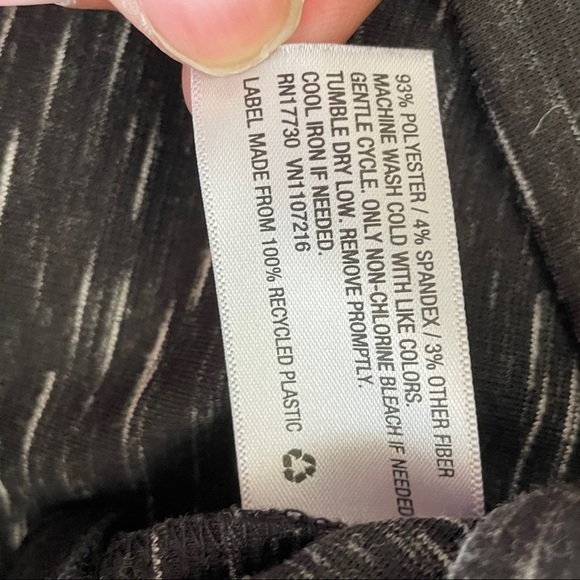 93% POLYESTER / 4% SPANDEX / 3% OTHER FIBER
MACHINE WASH COLD WITH LIKE COLORS.
GENTLE CYCLE. ONLY NON-CHLORINE BLEACH IF NEEDED
TUMBLE DRY LOW. REMOVE PROMPTLY.
COOL IRON IF NEEDED.
RN17730 VN1107216
LABEL MADE FROM 100% RECYCLED PLASTIC